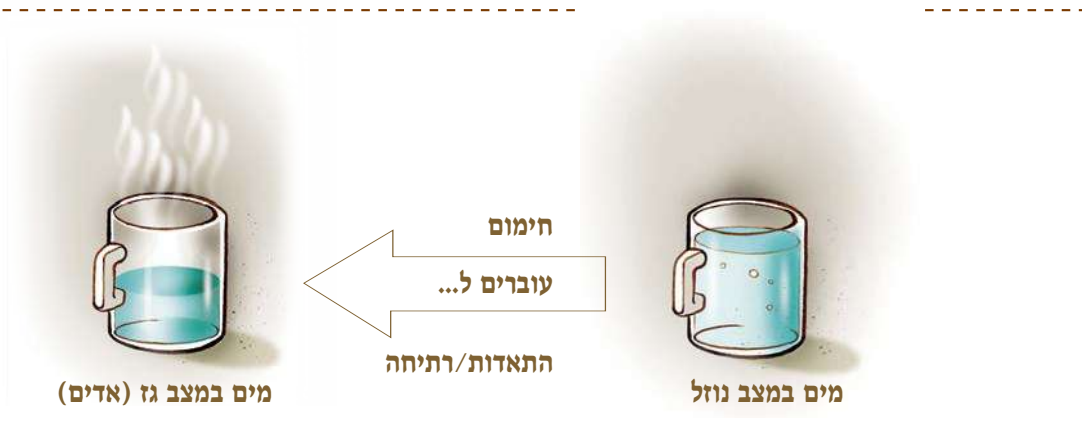 חימום
עוברים ל...
התאדות/רתיחה
מים במצב נוזל
מים במצב גז (אדים)